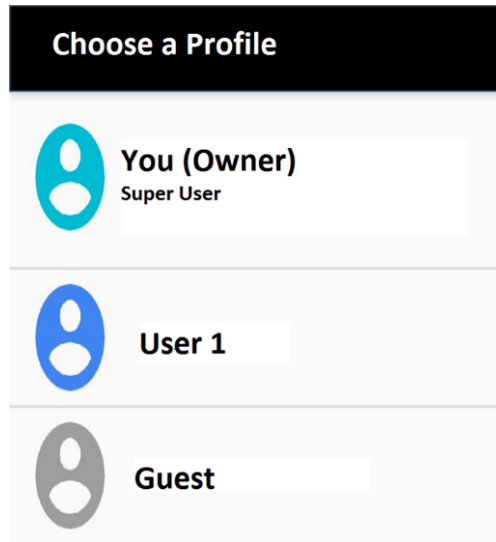 Choose a Profile
You (Owner)
Super User
User 1
Guest